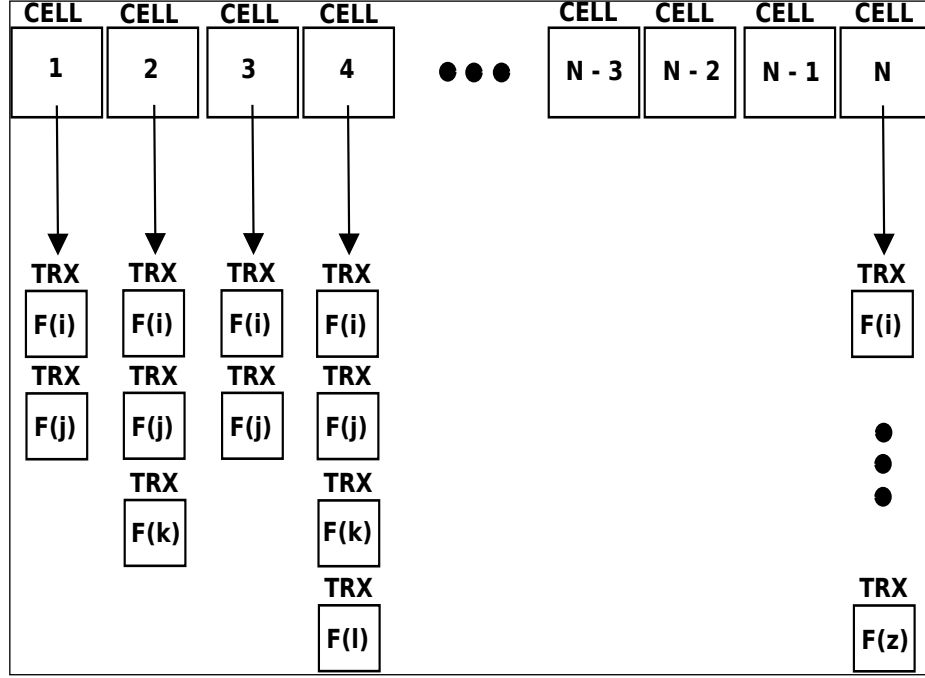 CELL CELL CELL CELL CELL CELL CELL CELL
1 2 3 4 N - 3 N - 2 N - 1 N
TRX TRX TRX TRX TRX
F(i) F(i) F(i) F(i) F(i)
TRX TRX TRX TRX
F(j) F(j) F(j) F(j)
TRX TRX
F(k) F(k)
TRX TRX
F(l) F(z)